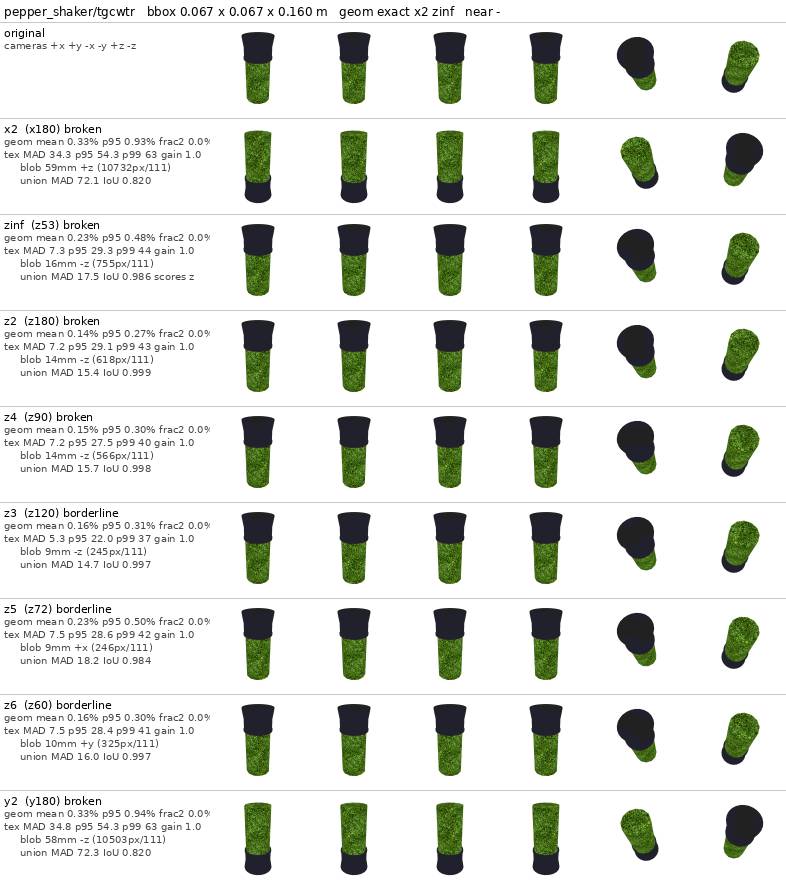 pepper_shaker/tgcwtr bbox 0.067 x 0.067 x 0.160 m geom exact x2 zinf near -
original
cameras +x +y -x -y +z -z
x2 (x180) broken
geom mean 0.33% p95 0.93% frac2 0.0%
tex MAD 34.3 p95 54.3 p99 63 gain 1.0
blob 59mm +z (10732px/111)
union MAD 72.1 IoU 0.820
zinf (z53) broken
geom mean 0.23% p95 0.48% frac2 0.0%
tex MAD 7.3 p95 29.3 p99 44 gain 1.0
blob 16mm -z (755px/111)
union MAD 17.5 IoU 0.986 scores z
z2 (z180) broken
geom mean 0.14% p95 0.27% frac2 0.0%
tex MAD 7.2 p95 29.1 p99 43 gain 1.0
blob 14mm -z (618px/111)
union MAD 15.4 IoU 0.999
z4 (z90) broken
geom mean 0.15% p95 0.30% frac2 0.0%
tex MAD 7.2 p95 27.5 p99 40 gain 1.0
blob 14mm -z (566px/111)
union MAD 15.7 IoU 0.998
z3 (z120) borderline
geom mean 0.16% p95 0.31% frac2 0.0%
tex MAD 5.3 p95 22.0 p99 37 gain 1.0
blob 9mm -z (245px/111)
union MAD 14.7 IoU 0.997
z5 (z72) borderline
geom mean 0.23% p95 0.50% frac2 0.0%
tex MAD 7.5 p95 28.6 p99 42 gain 1.0
blob 9mm +x (246px/111)
union MAD 18.2 IoU 0.984
z6 (z60) borderline
geom mean 0.16% p95 0.30% frac2 0.0%
tex MAD 7.5 p95 28.4 p99 41 gain 1.0
blob 10mm +y (325px/111)
union MAD 16.0 IoU 0.997
y2 (y180) broken
geom mean 0.33% p95 0.94% frac2 0.0%
tex MAD 34.8 p95 54.3 p99 63 gain 1.0
blob 58mm -z (10503px/111)
union MAD 72.3 IoU 0.820